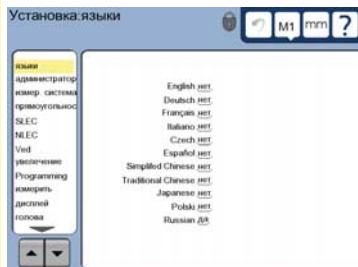 Установка:языки
M1 mm ?
языки
администратор
измер. система
прямоугольнос
SLEC
NLEC
Ved
увеличение
Programming
измерить
дисплей
голова
English нет
Deutsch нет
Français нет
Italiano нет
Czech нет
Español нет
Simplified Chinese нет
Traditional Chinese нет
Japanese нет
Polski нет
Russian да